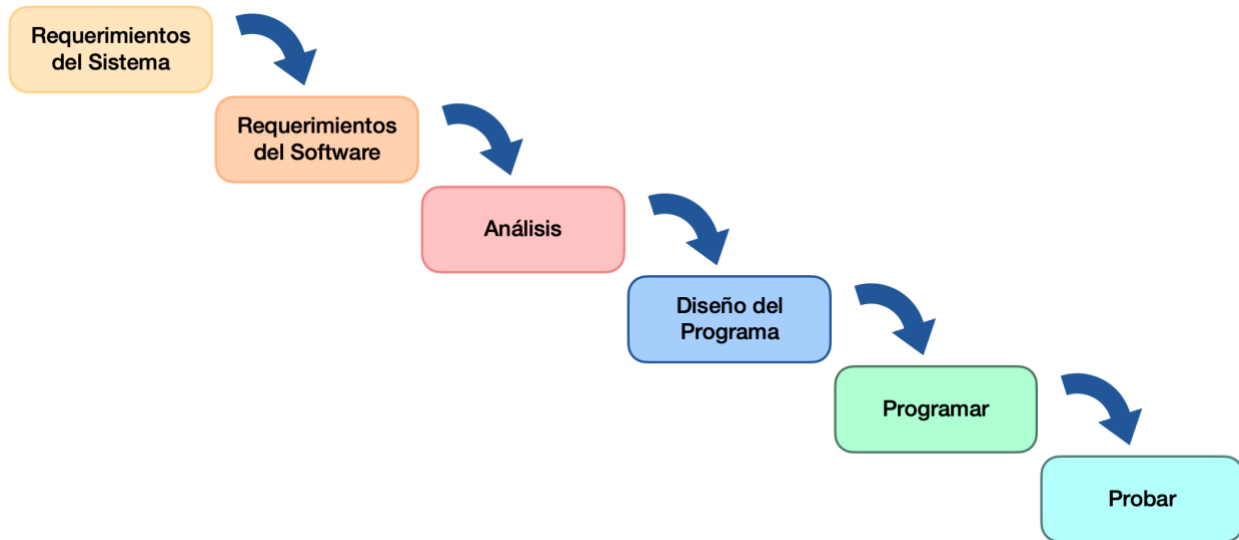 Requerimientos
del Sistema
Requerimientos
del Software
Análisis
Diseño del
Programa
Programar
Probar